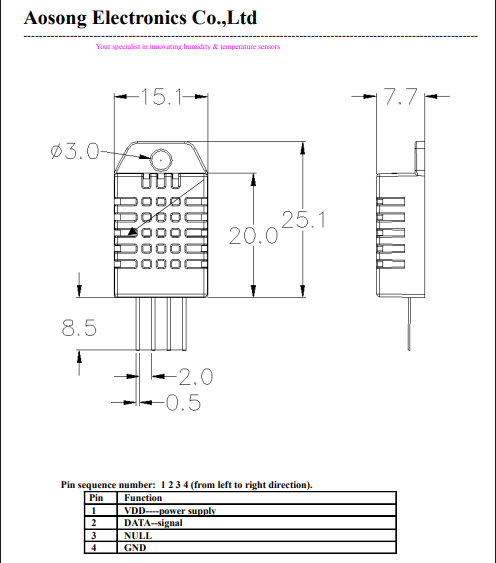 Aosong Electronics Co.,Ltd
Your specialist in innovating humidity & temperature sensors
15.1
7.7
ø3.0
20.0
25.1
8.5
2.0
0.5
Pin sequence number: 1 2 3 4 (from left to right direction).
Pin Function
1 VDD----power supply
2 DATA--signal
3 NULL
4 GND